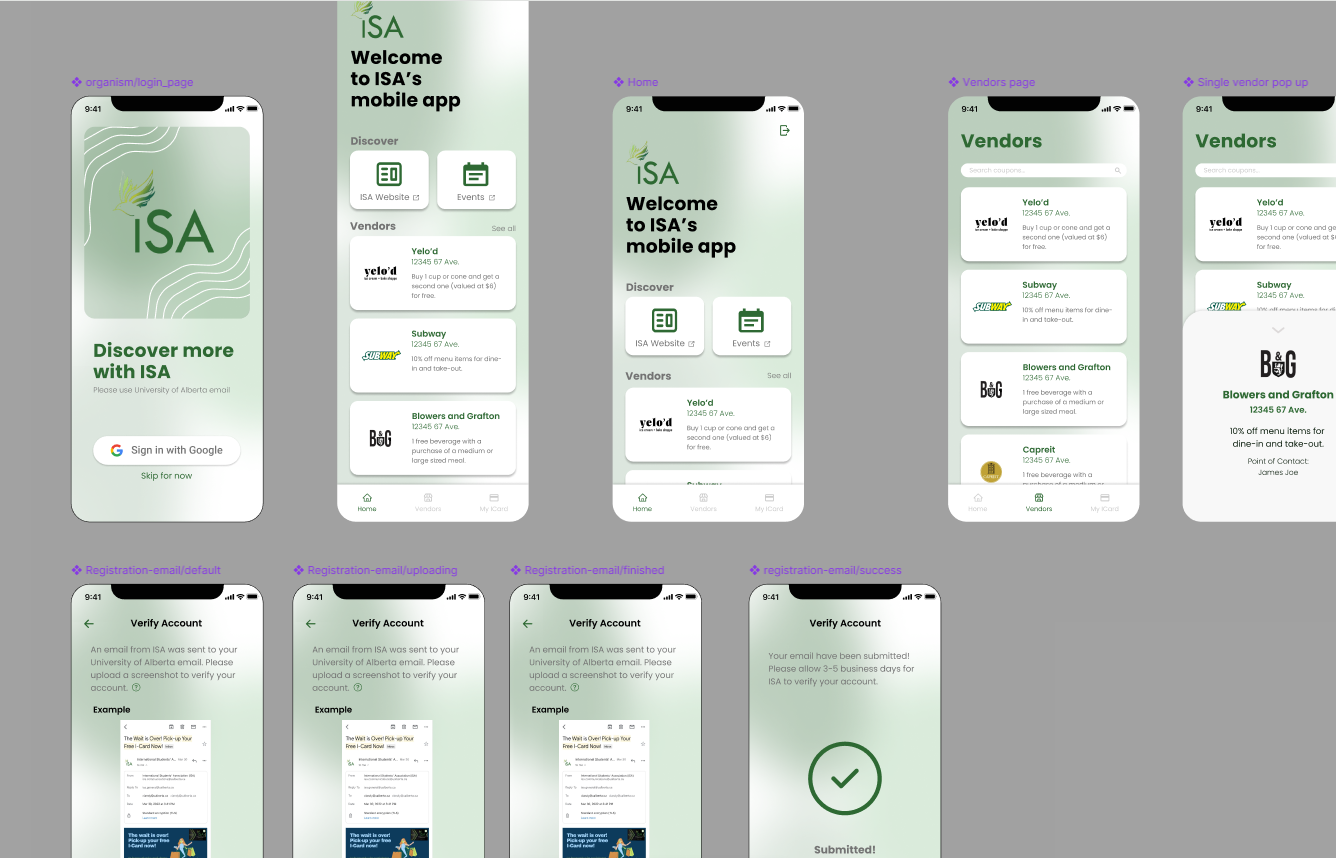 organism/login_page
9:41
iSA
Discover more
with ISA
Please use University of Alberta email
Sign in with Google
Skip for now
iSA
Welcome
to ISA's
mobile app
Discover
ISA Website
Events
Vendors
See all
Yelo'd
12345 67 Ave.
yelo'd
Buy 1 cup or cone and get a
second one (valued at $6)
for free.
Subway
12345 67 Ave.
SUBWAY
10% off menu items for dine-
in and take-out.
Blowers and Grafton
12345 67 Ave.
B&G
1 free beverage with a
purchase of a medium or
large sized meal.
Home
Vendors
My ICard
Home
9:41
iSA
Welcome
to ISA's
mobile app
Discover
ISA Website
Events
Vendors
See all
Yelo'd
12345 67 Ave.
yelo'd
Buy 1 cup or cone and get a
second one (valued at $6)
for free.
Subway
Home
Vendors
My ICard
Vendors page
9:41
Vendors
Search coupons...
Yelo'd
12345 67 Ave.
yelo'd
Buy 1 cup or cone and get a
second one (valued at $6)
for free.
Subway
12345 67 Ave.
SUBWAY
10% off menu items for dine-
in and take-out.
Blowers and Grafton
12345 67 Ave.
B&G
1 free beverage with a
purchase of a medium or
large sized meal.
Capreit
12345 67 Ave.
1 free beverage with a
purchase of a medium or
Home
Vendors
My ICard
Single vendor pop up
9:41
Vendors
Search coupons...
Yelo'd
12345 67 Ave.
yelo'd
Buy 1 cup or cone and
second one (valued at
for free.
Subway
12345 67 Ave.
SUBWAY
10% off menu items for di
B&G
Blowers and Grafton
12345 67 Ave.
10% off menu items for
dine-in and take-out.
Point of Contact:
James Joe
Registration-email/default
9:41
Verify Account
An email from ISA was sent to your
University of Alberta email. Please
upload a screenshot to verify your
account.
Example
The Wait is Over! Pick-up Your
Free I-Card Now!
The wait is over!
Pick-up your free
I-Card now!
Registration-email/uploading
9:41
Verify Account
An email from ISA was sent to your
University of Alberta email. Please
upload a screenshot to verify your
account.
Example
The Wait is Over! Pick-up Your
Free I-Card Now!
The wait is over!
Pick-up your free
I-Card now!
Registration-email/finished
9:41
Verify Account
An email from ISA was sent to your
University of Alberta email. Please
upload a screenshot to verify your
account.
Example
The Wait is Over! Pick-up Your
Free I-Card Now!
The wait is over!
Pick-up your free
I-Card now!
registration-email/success
9:41
Verify Account
Your email have been submitted!
Please allow 3-5 business days for
ISA to verify your account.
Submitted!